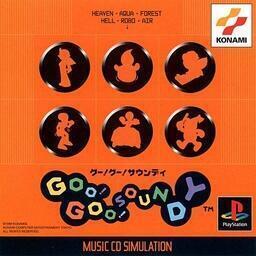 HEAVEN - AQUA - FOREST
HELL - ROBO - AIR
KONAMI
グー!グー!サウンディ
GOO!
GOO!SOUNDY
TM
PlayStation
MUSIC CD SIMULATION